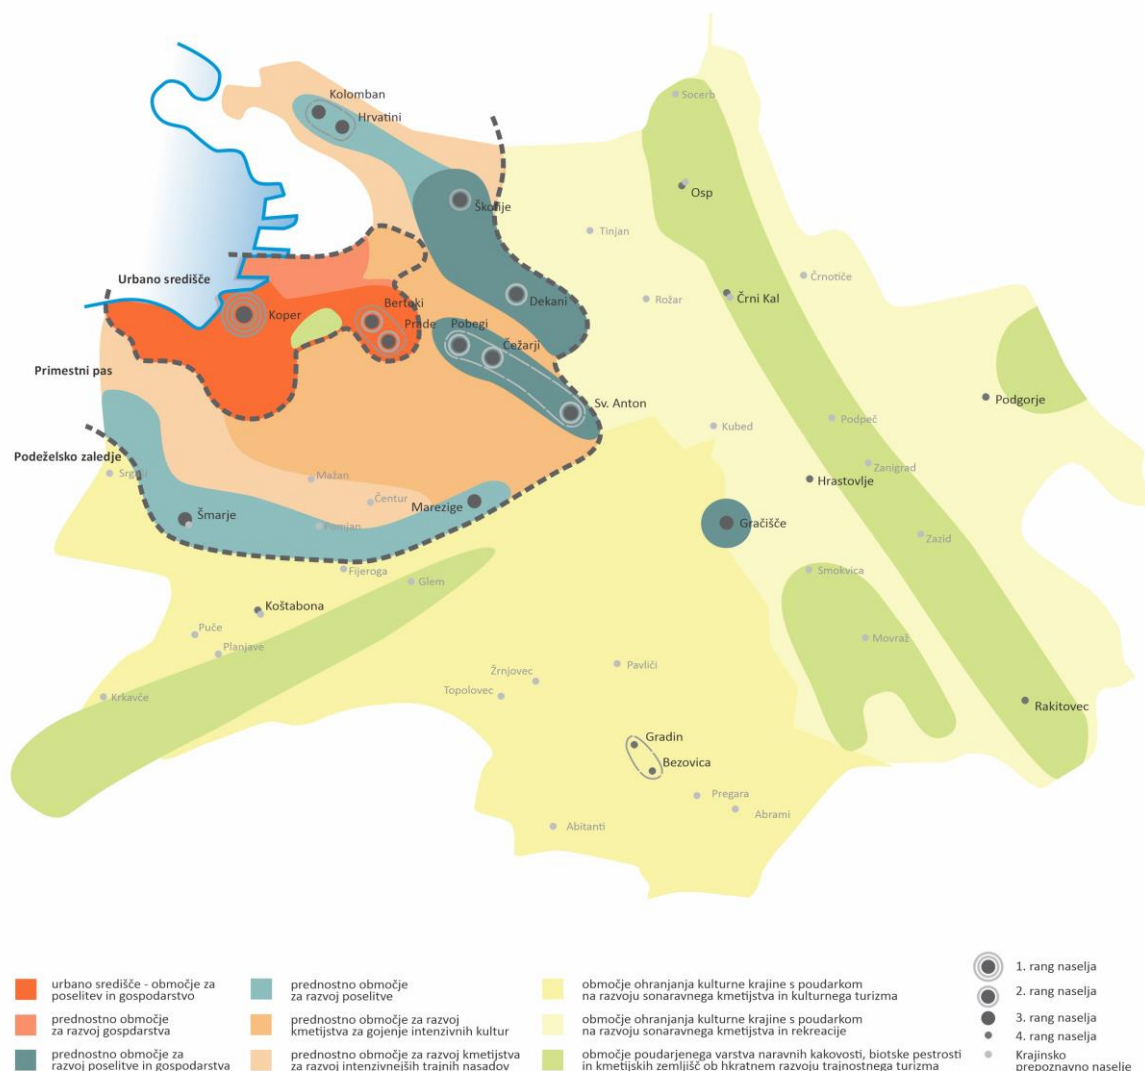 Kolomban
Hrvatini
Socerb
Škofije
Osp
Tinjan
Črnotiče
Urbano središče
Rožar
Črni Kal
Dekani
Koper
Bertoki
Prade
Pobegi
Čežarji
Primestni pas
Sv. Anton
Podgorje
Podpeč
Kubed
Podeželsko zaledje
Zanigrad
Srgaši
Mažan
Hrastovlje
Čentur
Marezige
Šmarje
Pomjan
Gračišče
Zazid
Fijeroga
Glem
Smokvica
Koštabona
Puče
Movraž
Planjave
Pavliči
Žrnjovec
Krkavče
Topolovec
Rakitovec
Gradin
Bezovica
Pregara
Abrami
Abitanti
urbano središče - območje za
poselitev in gospodarstvo
prednostno območje
za razvoj gospdarstva
prednostno območje za
razvoj poselitve in gospodarstva
prednostno območje
za razvoj poselitve
prednostno območje za razvoj
kmetijstva za gojenje intenzivnih kultur
prednostno območje za razvoj kmetijstva
za razvoj intenzivnejših trajnih nasadov
območje ohranjanja kulturne krajine s poudarkom
na razvoju sonaravnega kmetijstva in kulturnega turizma
območje ohranjanja kulturne krajine s poudarkom
na razvoju sonaravnega kmetijstva in rekreacije
območje poudarjenega varstva naravnih kakovosti, biotske pestrosti
in kmetijskih zemljišč ob hkratnem razvoju trajnostnega turizma
1. rang naselja
2. rang naselja
3. rang naselja
4. rang naselja
Krajinsko
prepoznavno naselje